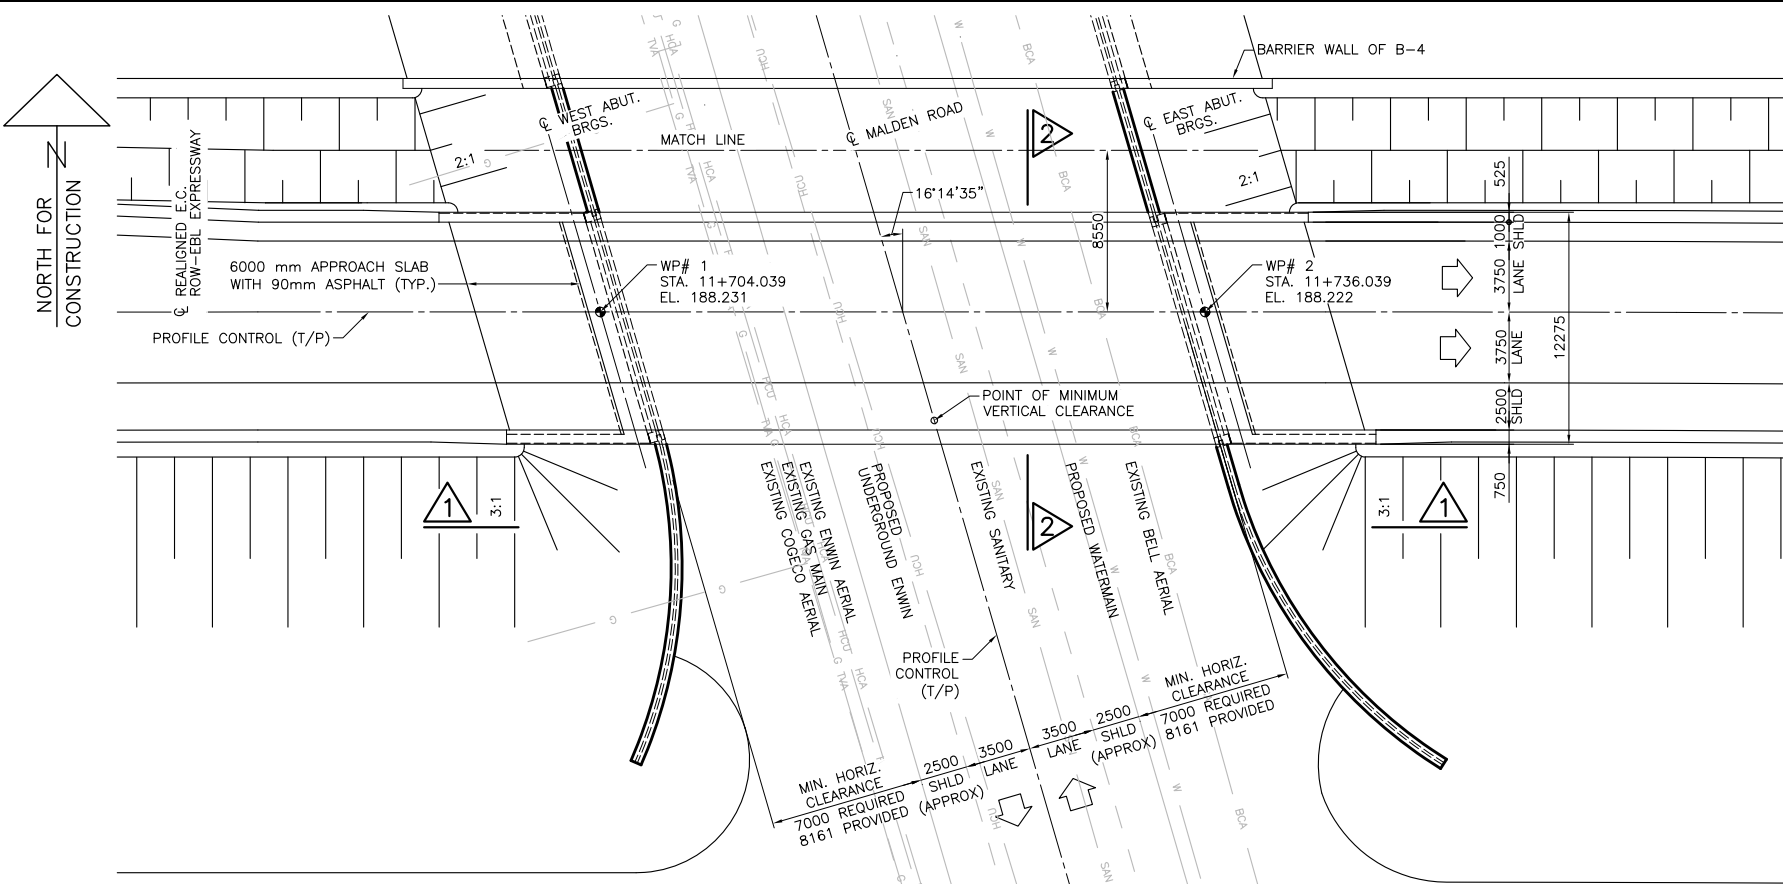 BARRIER WALL OF B-4
℄ WEST ABUT.
BRGS.
MATCH LINE
℄ MALDEN ROAD
2
℄ EAST ABUT.
BRGS.
2:1
2:1
N
NORTH FOR
CONSTRUCTION
℄ REALIGNED E.C.
ROW-EBL EXPRESSWAY
16°14'35"
8550
525
1000
SHLD
3750
LANE
3750
LANE
2500
SHLD
12275
750
6000 mm APPROACH SLAB
WITH 90mm ASPHALT (TYP.)
WP# 1
STA. 11+704.039
EL. 188.231
WP# 2
STA. 11+736.039
EL. 188.222
PROFILE CONTROL (T/P)
POINT OF MINIMUM
VERTICAL CLEARANCE
1
3:1
2
3:1
1
EXISTING COGECO AERIAL
EXISTING GAS MAIN
EXISTING ENWIN AERIAL
PROPOSED
UNDERGROUND ENWIN
EXISTING SANITARY
PROPOSED WATERMAIN
EXISTING BELL AERIAL
PROFILE
CONTROL
(T/P)
MIN. HORIZ.
CLEARANCE
7000 REQUIRED
8161 PROVIDED
2500
SHLD
(APPROX)
3500
LANE
3500
LANE
2500
SHLD
(APPROX)
MIN. HORIZ.
CLEARANCE
7000 REQUIRED
8161 PROVIDED
G
HCA
TVA
HCU
SAN
W
BCA